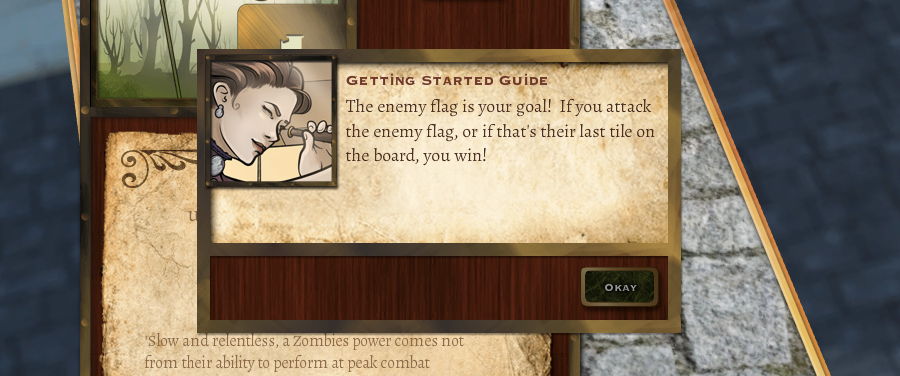 Getting Started Guide
The enemy flag is your goal!  If you attack
the enemy flag, or if that's their last tile on
the board, you win!
Okay
'Slow and relentless, a Zombies power comes not
from their ability to perform at peak combat